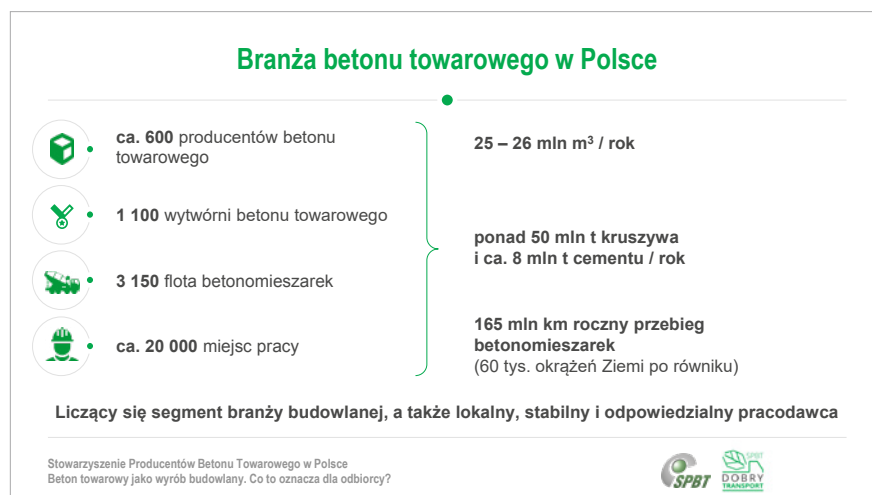 Branża betonu towarowego w Polsce
ca. 600 producentów betonu
towarowego
1 100 wytwórni betonu towarowego
3 150 flota betonomieszarek
ca. 20 000 miejsc pracy
25 – 26 mln m³ / rok
ponad 50 mln t kruszywa
i ca. 8 mln t cementu / rok
165 mln km roczny przebieg
betonomieszarek
(60 tys. okrążeń Ziemi po równiku)
Liczący się segment branży budowlanej, a także lokalny, stabilny i odpowiedzialny pracodawca
Stowarzyszenie Producentów Betonu Towarowego w Polsce
Beton towarowy jako wyrób budowlany. Co to oznacza dla odbiorcy?
SPBT
SPBT
DOBRY
TRANSPORT